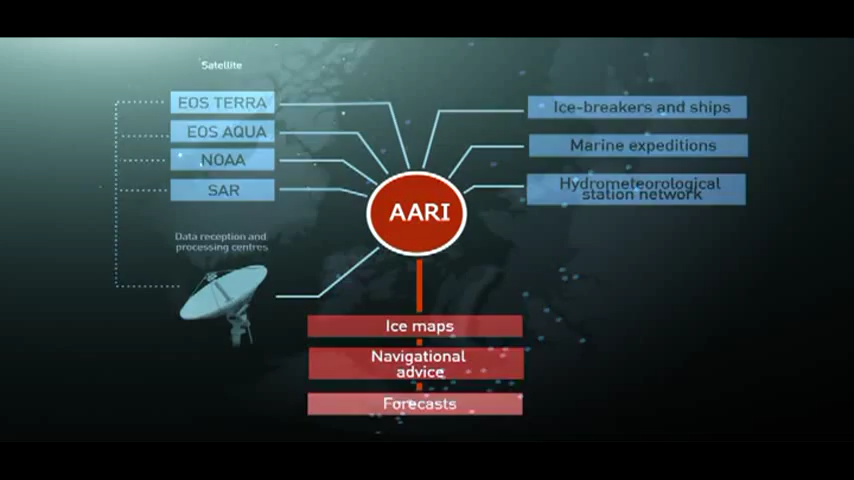 Satellite
EOS TERRA
EOS AQUA
NOAA
SAR
Data reception and
processing centres
AARI
Ice-breakers and ships
Marine expeditions
Hydrometeorological
station network
Ice maps
Navigational
advice
Forecasts